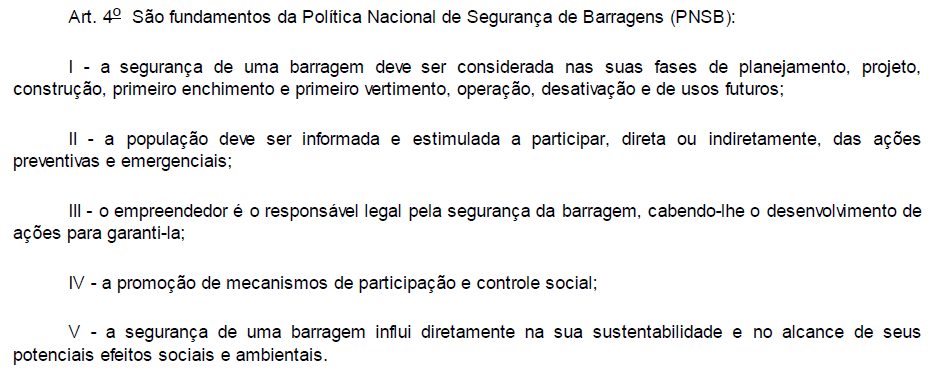 Art. 4º  São fundamentos da Política Nacional de Segurança de Barragens (PNSB):
I - a segurança de uma barragem deve ser considerada nas suas fases de planejamento, projeto,
construção, primeiro enchimento e primeiro vertimento, operação, desativação e de usos futuros;
II - a população deve ser informada e estimulada a participar, direta ou indiretamente, das ações
preventivas e emergenciais;
III - o empreendedor é o responsável legal pela segurança da barragem, cabendo-lhe o desenvolvimento de
ações para garanti-la;
IV - a promoção de mecanismos de participação e controle social;
V - a segurança de uma barragem influi diretamente na sua sustentabilidade e no alcance de seus
potenciais efeitos sociais e ambientais.